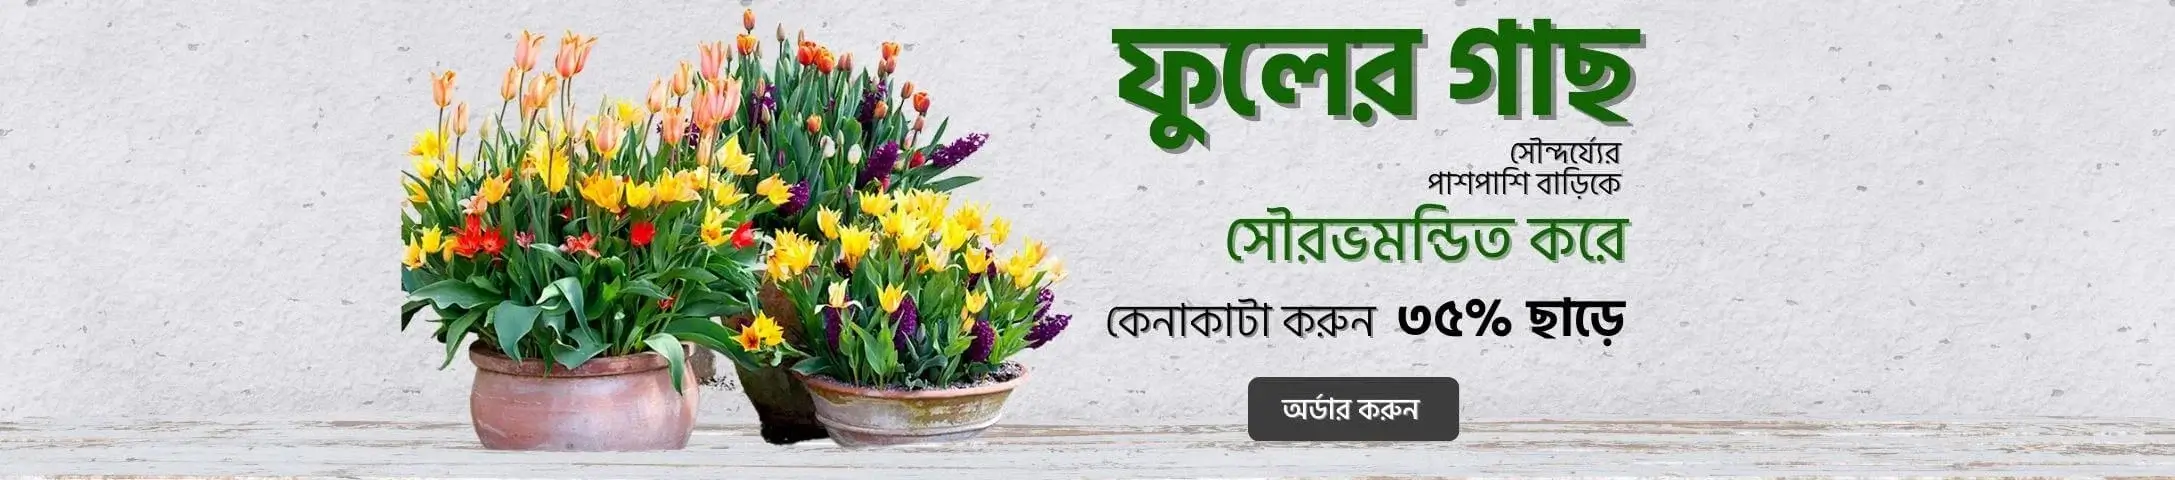 ফুলের গাছ
সৌন্দর্য্যের
পাশপাশি বাড়িকে
সৌরভমন্ডিত করে
কেনাকাটা করুন ৩৫% ছাড়ে
অর্ডার করুন